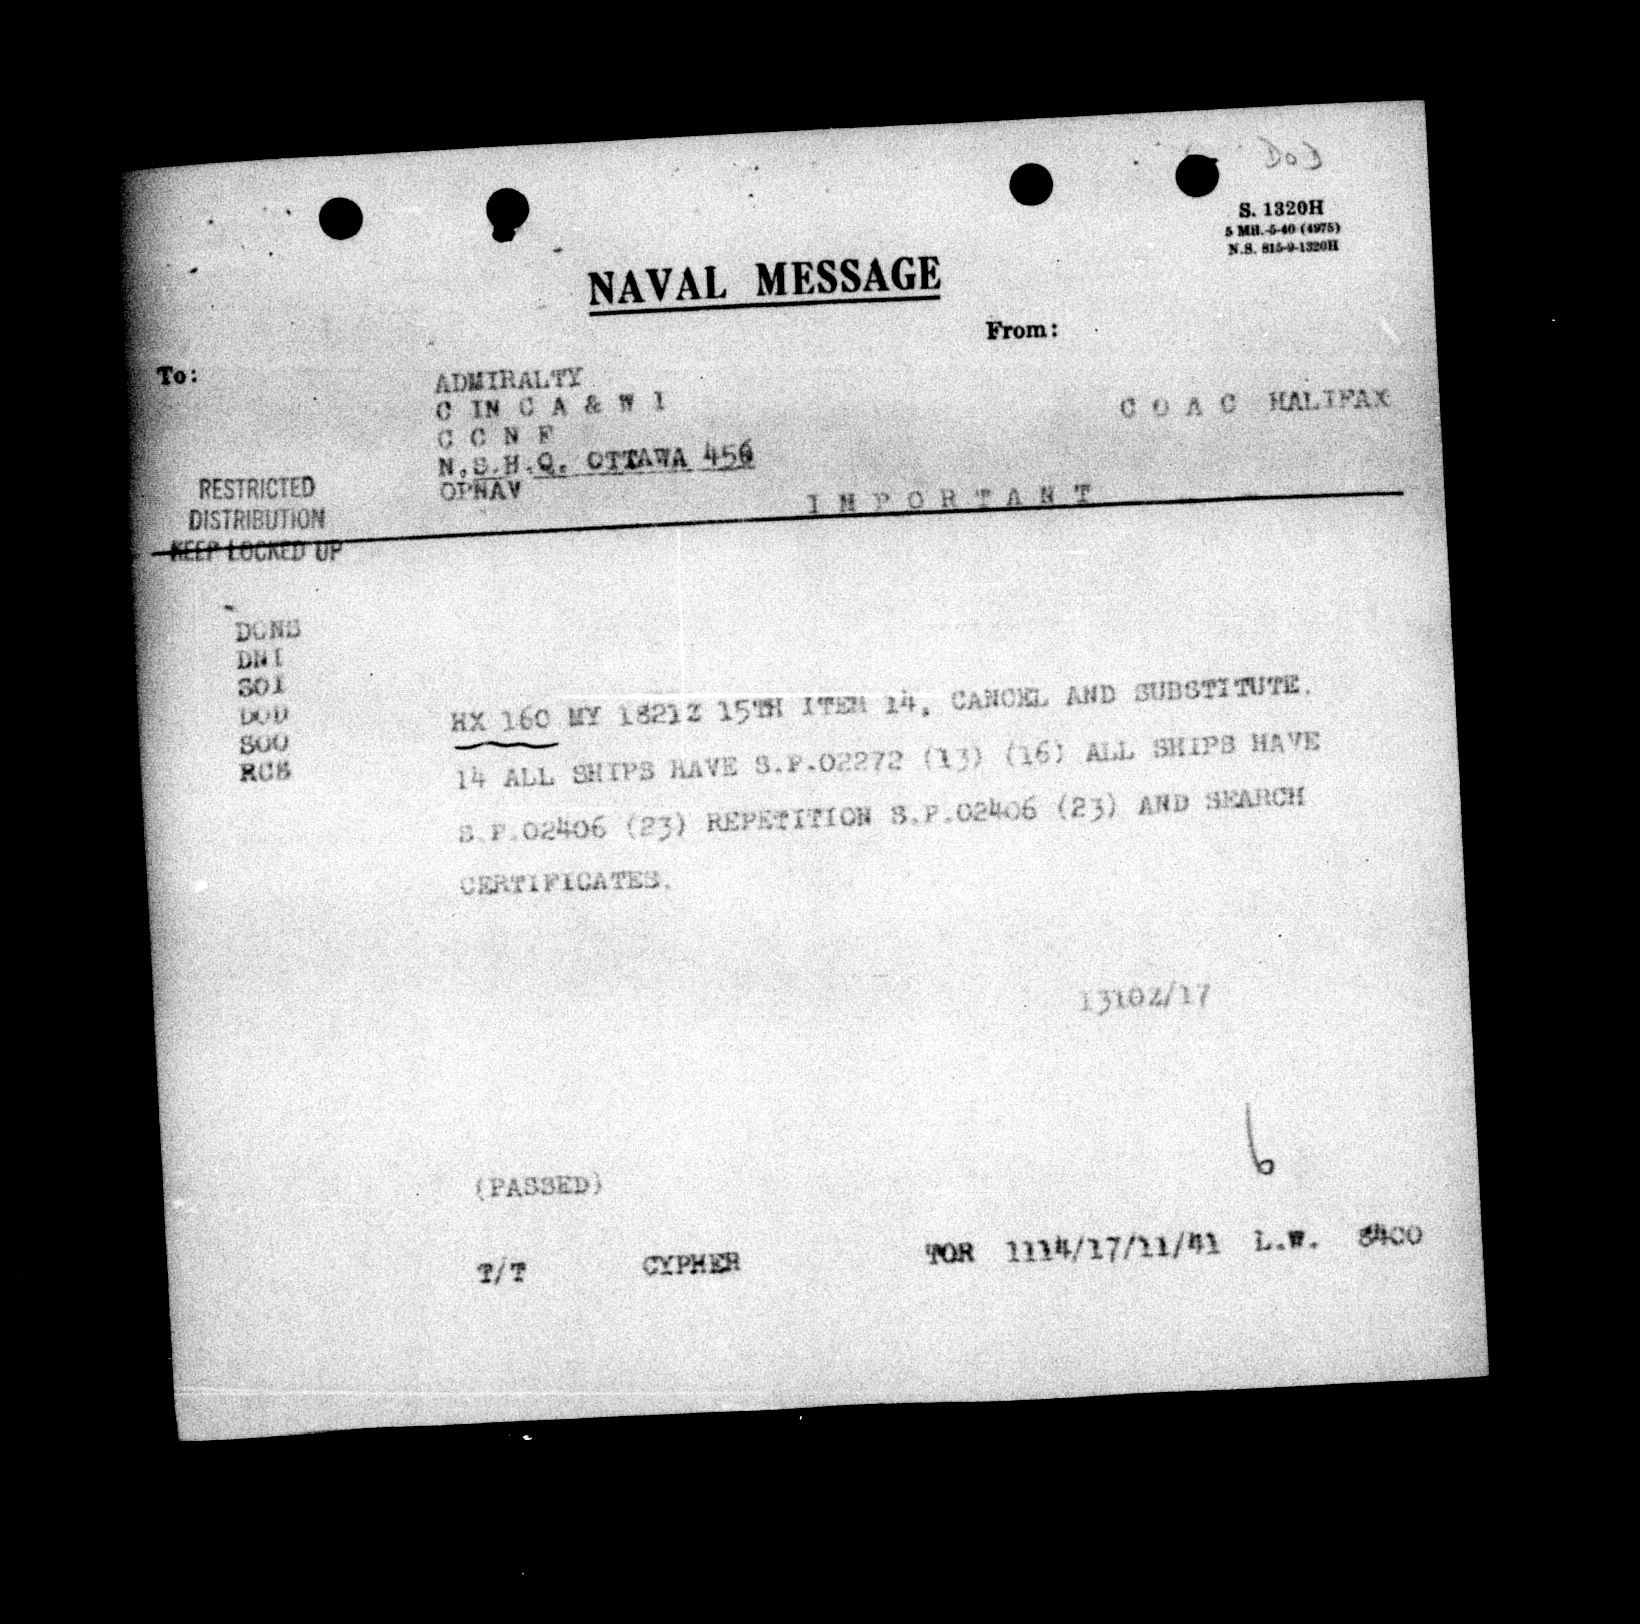 DOD
S. 1320H
5 Mil.-5-40 (4975)
N.S. 815-9-1320H
NAVAL MESSAGE
From:
To:
ADMIRALTY
C IN C A & W I
C O A C HALIFAX
C C N F
N.S.H.Q. OTTAWA 456
OPNAV
I M P O R T A N T
RESTRICTED
DISTRIBUTION
KEEP LOCKED UP
DCNS
DNI
SOI
DOD
SOO
RCS
HX 160 MY 1821Z 15TH ITEM 14. CANCEL AND SUBSTITUTE.
14 ALL SHIPS HAVE S.P.02272 (13) (16) ALL SHIPS HAVE
S.P.02406 (23) REPETITION S.P.02406 (23) AND SEARCH
CERTIFICATES.
1310Z/17
6
(PASSED)
T/T CYPHER TOR 1114/17/11/41 L.W. 8400